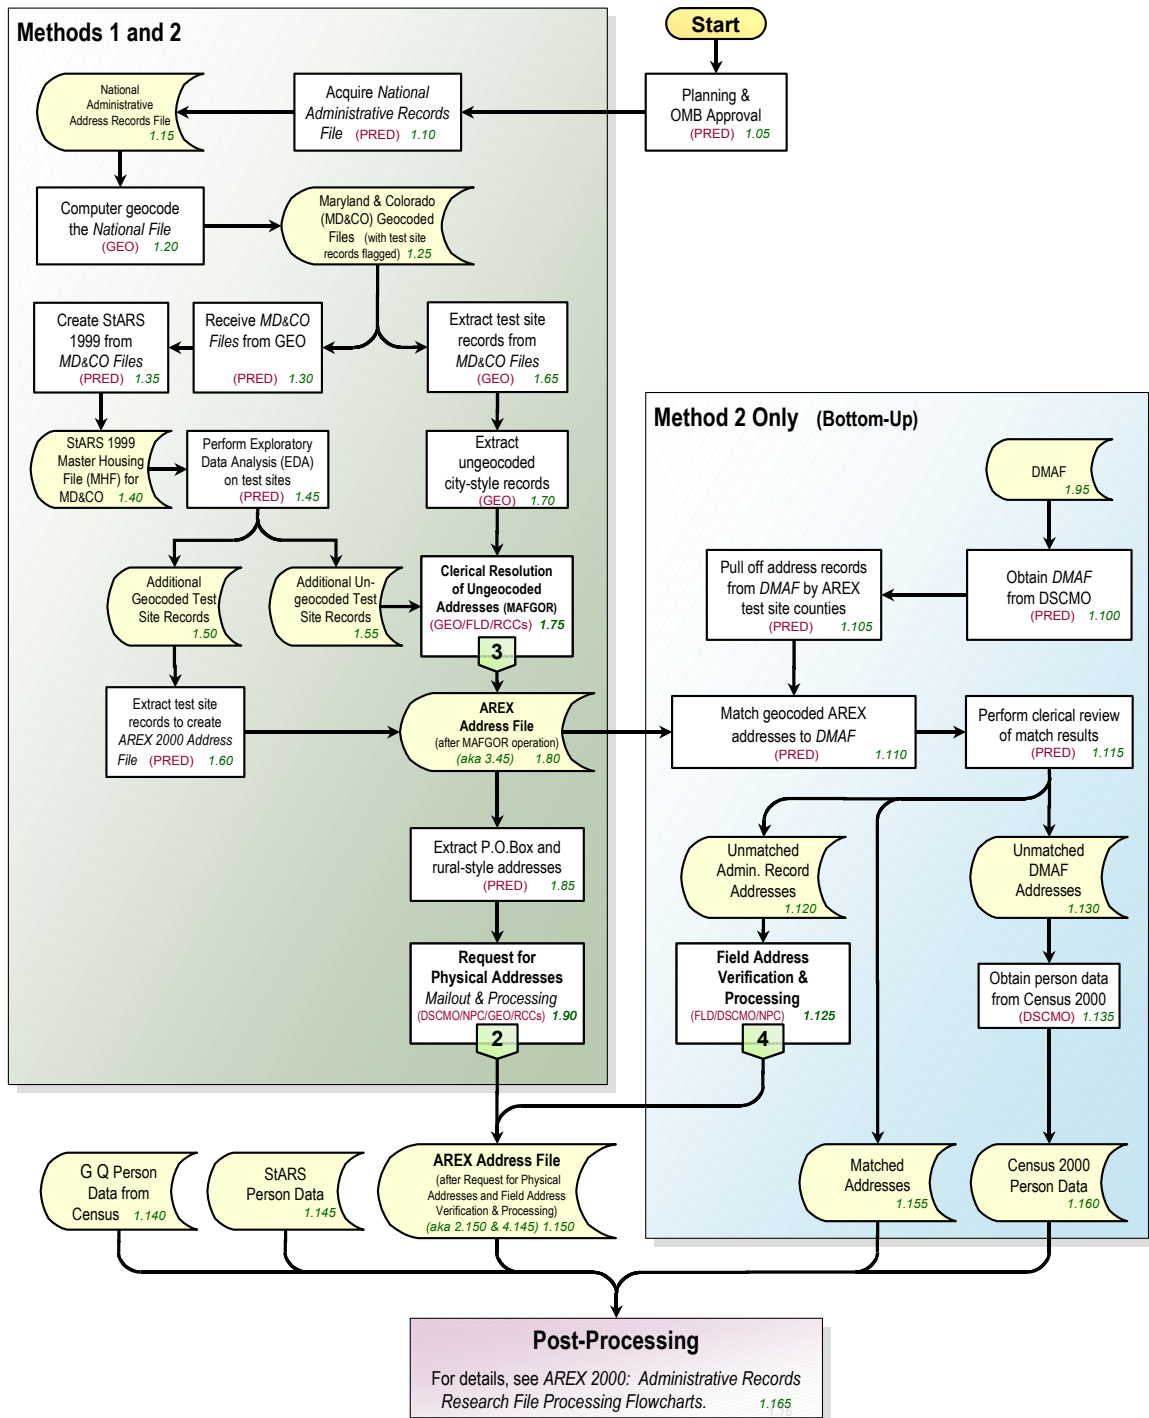 Start
Methods 1 and 2
National
Administrative
Address Records File
1.15
Acquire National
Administrative Records
File (PRED) 1.10
Planning &
OMB Approval
(PRED) 1.05
Computer geocode
the National File
(GEO) 1.20
Maryland & Colorado
(MD&CO) Geocoded
Files (with test site
records flagged) 1.25
Create StARS
1999 from
MD&CO Files
(PRED) 1.35
Receive MD&CO
Files from GEO
(PRED) 1.30
Extract test site
records from
MD&CO Files
(GEO) 1.65
StARS 1999
Master Housing
File (MHF) for
MD&CO 1.40
Perform Exploratory
Data Analysis (EDA)
on test sites
(PRED) 1.45
Extract
ungeocoded
city-style records
(GEO) 1.70
Additional
Geocoded Test
Site Records
1.50
Additional Un-
geocoded Test
Site Records
1.55
Clerical Resolution
of Ungeocoded
Addresses (MAFGOR)
(GEO/FLD/RCCs) 1.75
3
Extract test site
records to create
AREX 2000 Address
File (PRED) 1.60
AREX
Address File
(after MAFGOR operation)
(aka 3.45) 1.80
Extract P.O.Box and
rural-style addresses
(PRED) 1.85
Request for
Physical Addresses
Mailout & Processing
(DSCMO/NPC/GEO/RCCs) 1.90
2
Method 2 Only (Bottom-Up)
DMAF
1.95
Obtain DMAF
from DSCMO
(PRED) 1.100
Pull off address records
from DMAF by AREX
test site counties
(PRED) 1.105
Match geocoded AREX
addresses to DMAF
(PRED) 1.110
Perform clerical review
of match results
(PRED) 1.115
Unmatched
Admin. Record
Addresses
1.120
Unmatched
DMAF
Addresses
1.130
Field Address
Verification &
Processing
(FLD/DSCMO/NPC) 1.125
4
Obtain person data
from Census 2000
(DSCMO) 1.135
G Q Person
Data from
Census 1.140
StARS
Person Data
1.145
AREX Address File
(after Request for Physical
Addresses and Field Address
Verification & Processing)
(aka 2.150 & 4.145) 1.150
Matched
Addresses
1.155
Census 2000
Person Data
1.160
Post-Processing
For details, see AREX 2000: Administrative Records
Research File Processing Flowcharts. 1.165